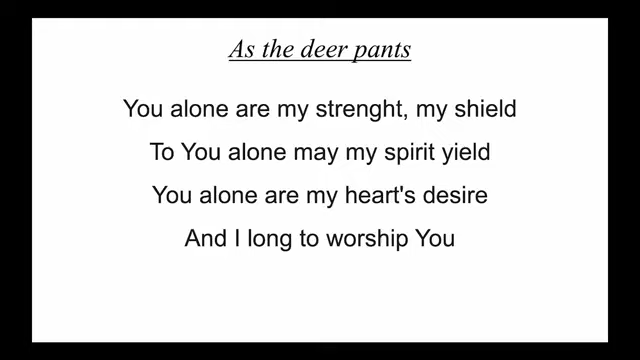 As the deer pants
You alone are my strenght, my shield
To You alone may my spirit yield
You alone are my heart's desire
And I long to worship You